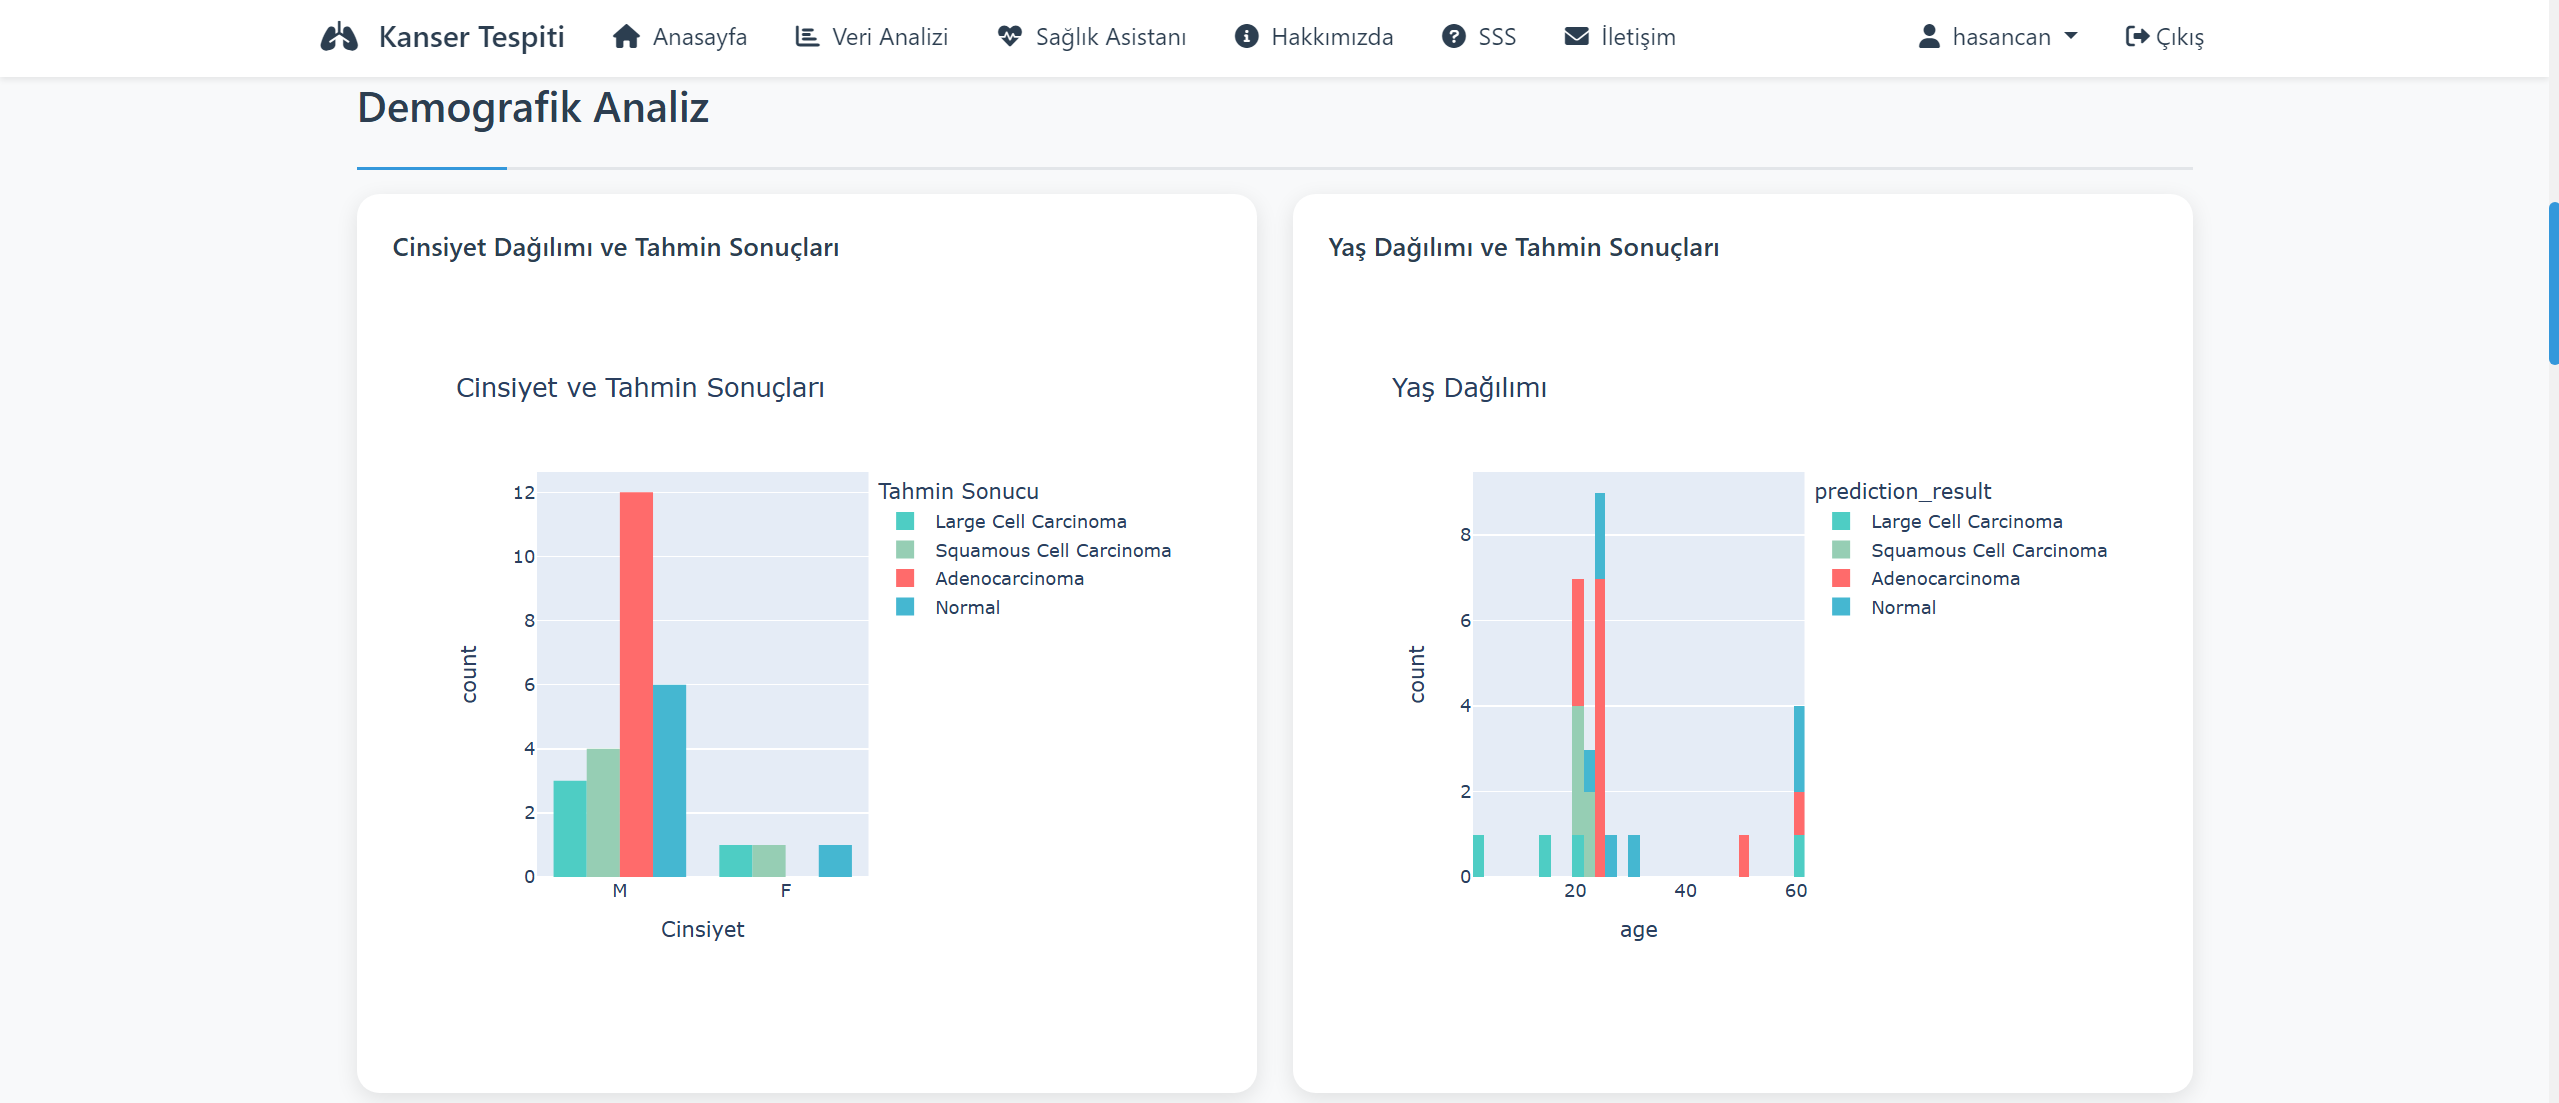 Kanser Tespiti Anasayfa Veri Analizi Sağlık Asistanı Hakkımızda SSS İletişim hasancan Çıkış
Demografik Analiz
Cinsiyet Dağılımı ve Tahmin Sonuçları
Cinsiyet ve Tahmin Sonuçları
Tahmin Sonucu
Large Cell Carcinoma
Squamous Cell Carcinoma
Adenocarcinoma
Normal
count
12
10
8
6
4
2
0
M F
Cinsiyet
Yaş Dağılımı ve Tahmin Sonuçları
Yaş Dağılımı
prediction_result
Large Cell Carcinoma
Squamous Cell Carcinoma
Adenocarcinoma
Normal
count
8
6
4
2
0
20 40 60
age